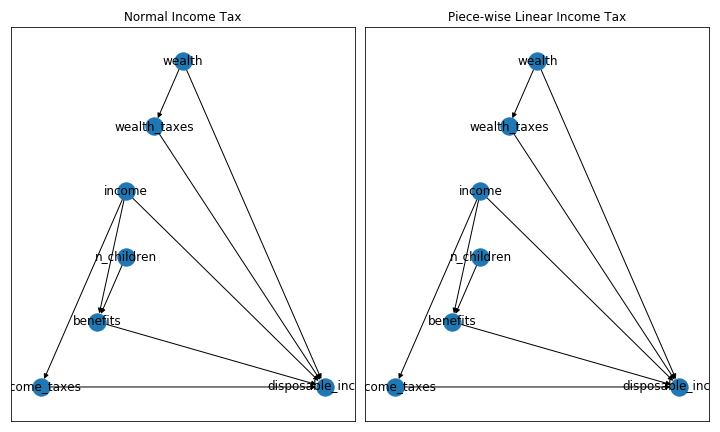 Normal Income Tax
wealth
wealth_taxes
income
n_children
benefits
come_taxes
disposable_inc
Piece-wise Linear Income Tax
wealth
wealth_taxes
income
n_children
benefits
come_taxes
disposable_inc